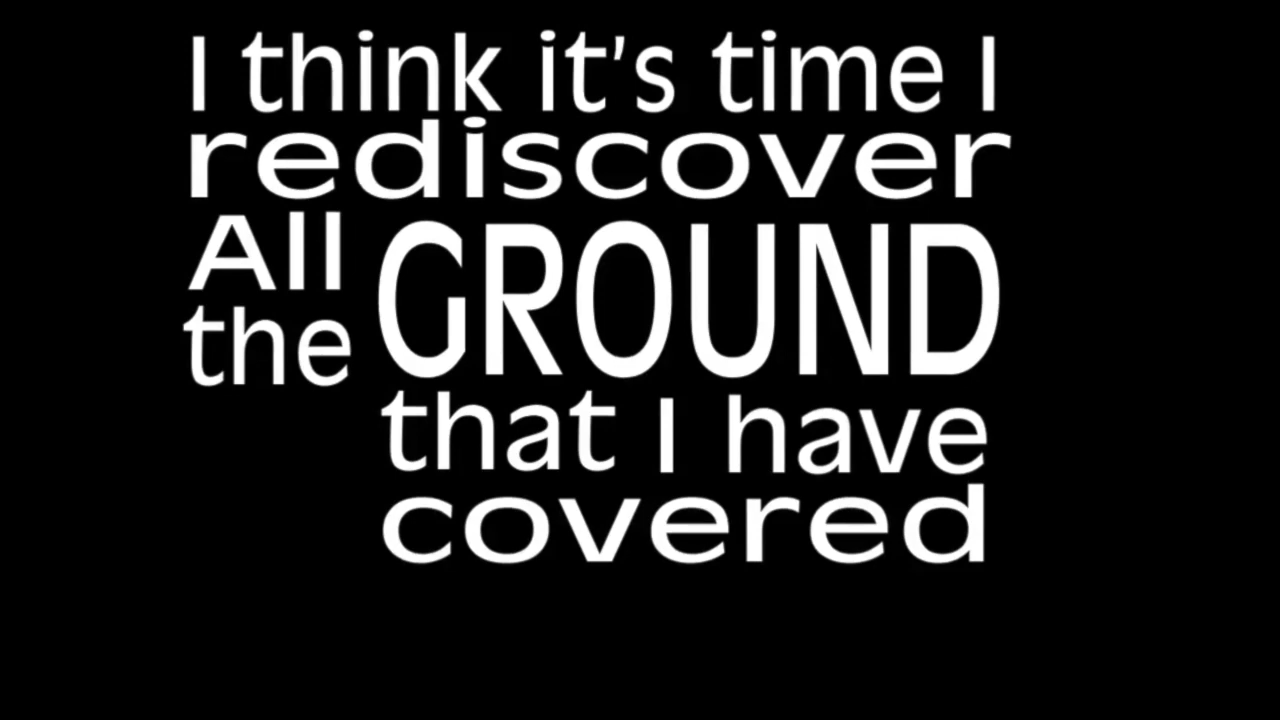 I think it's time I
rediscover
All
the GROUND
that I have
covered